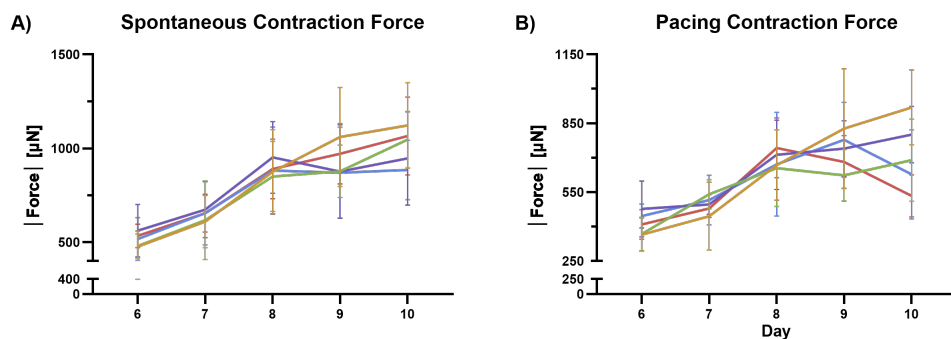 A)
Spontaneous Contraction Force
| Force | [µN]
1500
1000
500
400
0
6 7 8 9 10
B)
Pacing Contraction Force
| Force | [µN]
1150
850
550
250
250
0
6 7 8 9 10
Day